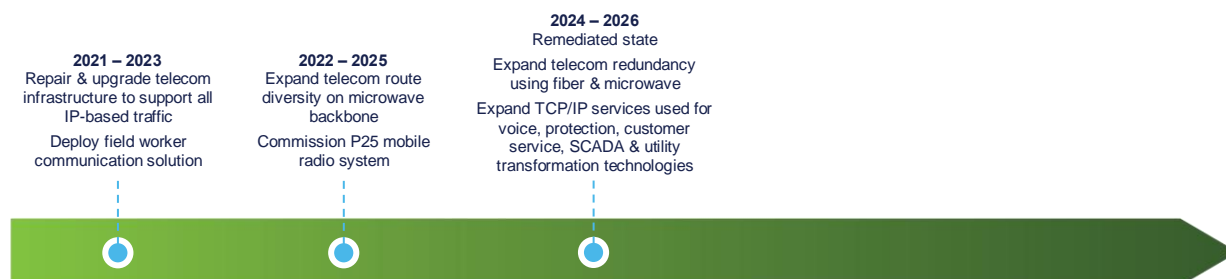 2021 – 2023
Repair & upgrade telecom
infrastructure to support all
IP-based traffic
Deploy field worker
communication solution
2022 – 2025
Expand telecom route
diversity on microwave
backbone
Commission P25 mobile
radio system
2024 – 2026
Remediated state
Expand telecom redundancy
using fiber & microwave
Expand TCP/IP services used for
voice, protection, customer
service, SCADA & utility
transformation technologies